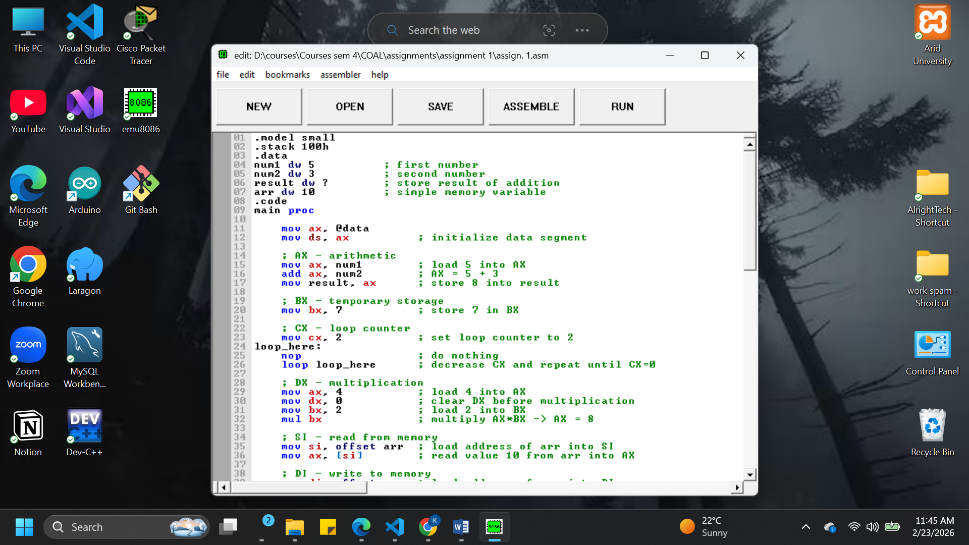 This PC
Visual Studio
Code
Cisco Packet
Tracer
YouTube
Visual Studio
8086
emu8086
Microsoft
Edge
Arduino
Git Bash
Google
Chrome
Laragon
zoom
Zoom
Workplace
MySQL
Workben...
Notion
DEV
C++
Dev-C++
Search the web
edit: D:\courses\Courses sem 4\COAL\assignments\assignment 1\assign. 1.asm
file edit bookmarks assembler help
NEW OPEN SAVE ASSEMBLE RUN
01 .model small
02 .stack 100h
03 .data
04 num1 dw 5 ; first number
05 num2 dw 3 ; second number
06 result dw ? ; store result of addition
07 arr dw 10 ; simple memory variable
08 .code
09 main proc
10
11 mov ax, @data
12 mov ds, ax ; initialize data segment
13
14 ; AX - arithmetic
15 mov ax, num1 ; load 5 into AX
16 add ax, num2 ; AX = 5 + 3
17 mov result, ax ; store 8 into result
18
19 ; BX - temporary storage
20 mov bx, 7 ; store 7 in BX
21
22 ; CX - loop counter
23 mov cx, 2 ; set loop counter to 2
24 loop_here:
25 nop ; do nothing
26 loop loop_here ; decrease CX and repeat until CX=0
27
28 ; DX - multiplication
29 mov ax, 4 ; load 4 into AX
30 mov dx, 0 ; clear DX before multiplication
31 mov bx, 2 ; load 2 into BX
32 mul bx ; multiply AX*BX -> AX = 8
33
34 ; SI - read from memory
35 mov si, offset arr ; load address of arr into SI
36 mov ax, [si] ; read value 10 from arr into AX
37
38 ; DI - write to memory
Arid
University
AlrightTech -
Shortcut
work spam -
Shortcut
Control Panel
Recycle Bin
Search
2
K
22°C
Sunny
11:45 AM
2/23/2026